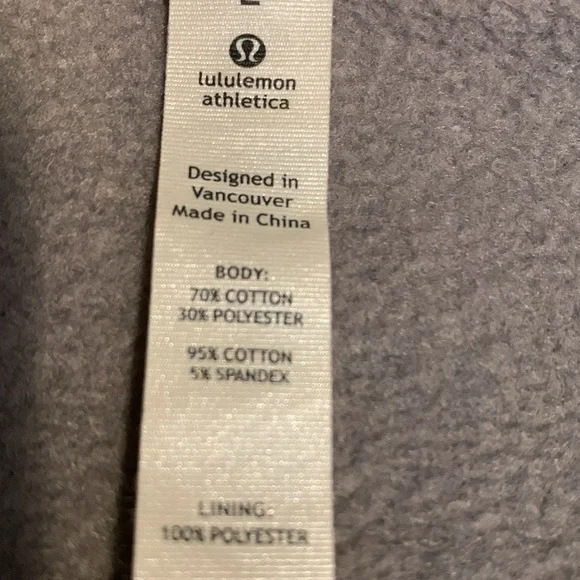 lululemon
athletica
Designed in
Vancouver
Made in China
BODY:
70% COTTON
30% POLYESTER
95% COTTON
5% SPANDEX
LINING:
100% POLYESTER